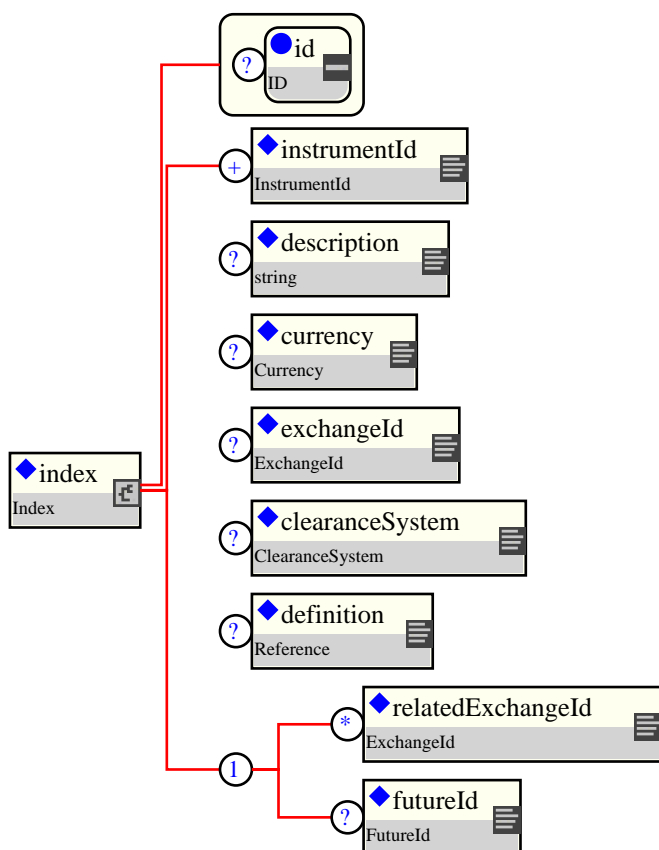 ? id
ID
+ instrumentId
InstrumentId
? description
string
? currency
Currency
? exchangeId
ExchangeId
index
Index
? clearanceSystem
ClearanceSystem
? definition
Reference
* relatedExchangeId
ExchangeId
1
? futureId
FutureId